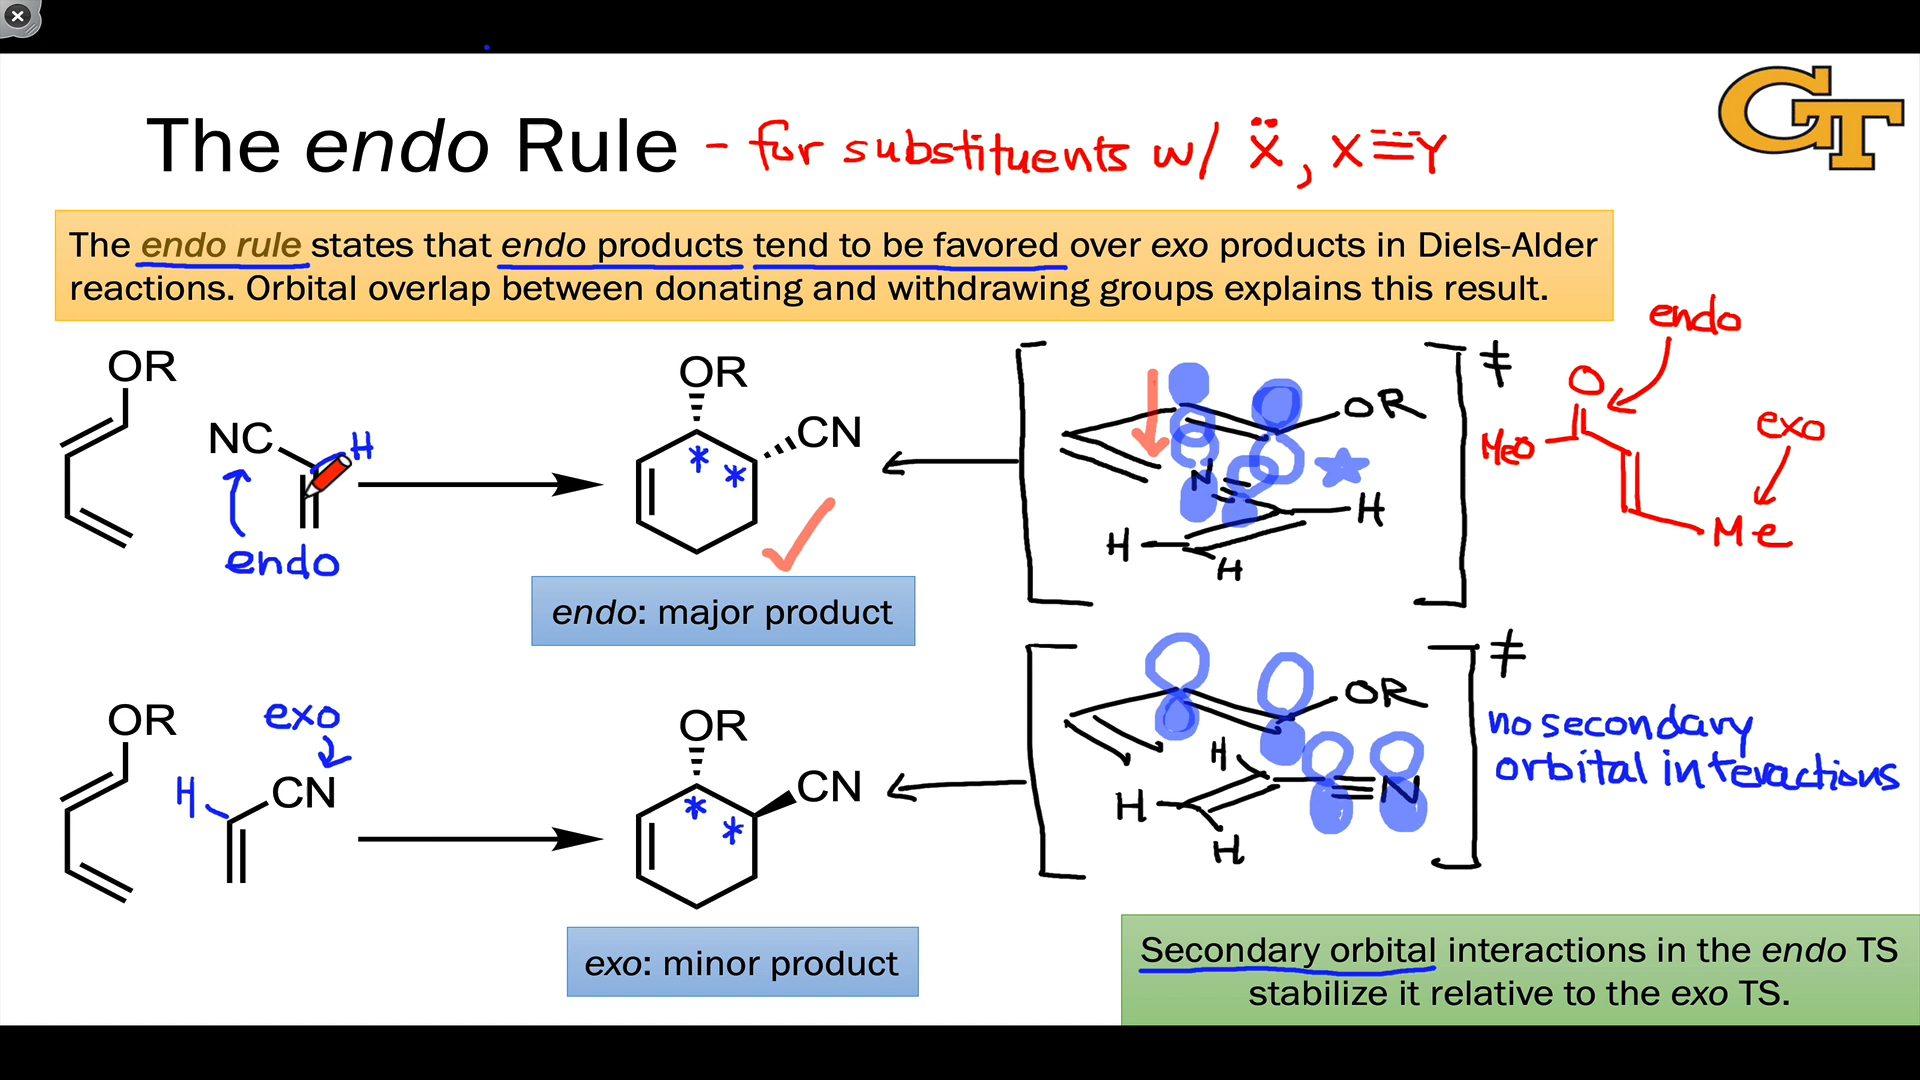 The endo Rule - for substituents w/ Ẍ, X≡Y
GT
The endo rule states that endo products tend to be favored over exo products in Diels-Alder
reactions. Orbital overlap between donating and withdrawing groups explains this result.
OR
NC
H
endo
OR
CN
* *
endo: major product
OR
N
H
H
H
≠
endo
O
MeO
exo
Me
OR
exo
H
CN
OR
CN
* *
exo: minor product
OR
H
N
H
H
≠
no secondary
orbital interactions
Secondary orbital interactions in the endo TS
stabilize it relative to the exo TS.